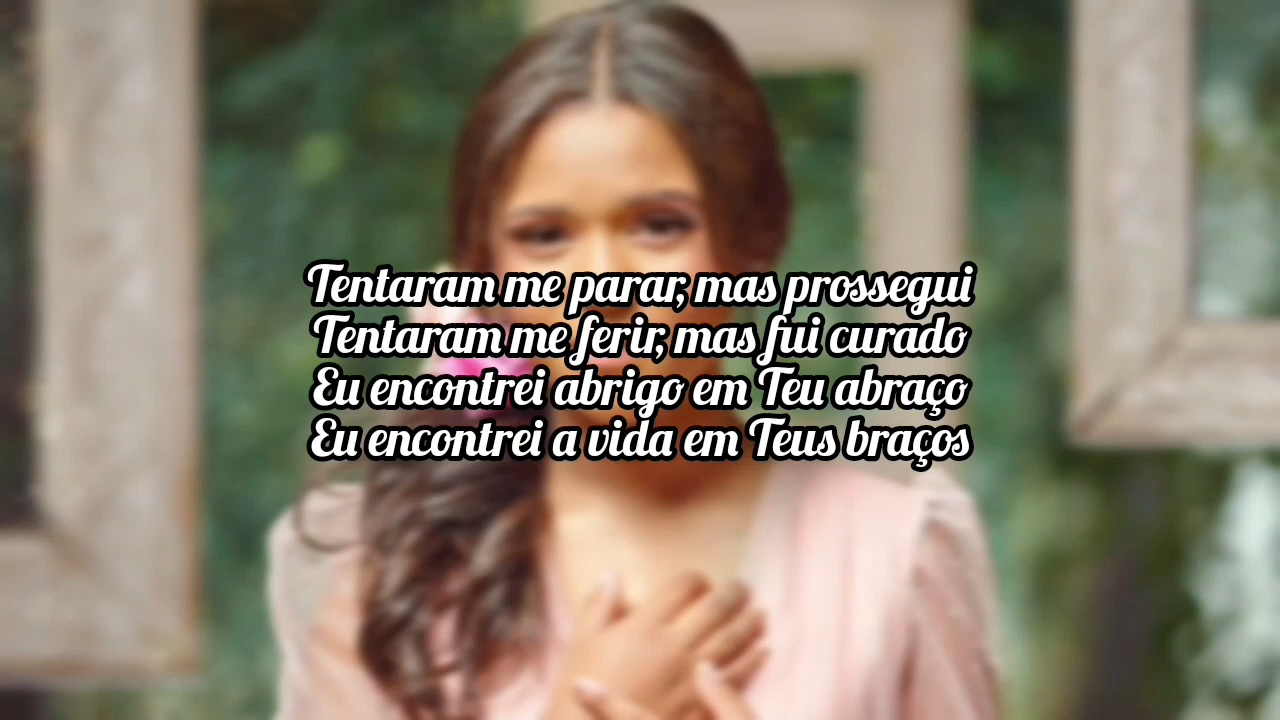 Tentaram me parar, mas prossegui
Tentaram me ferir, mas fui curado
Eu encontrei abrigo em Teu abraço
Eu encontrei a vida em Teus braços